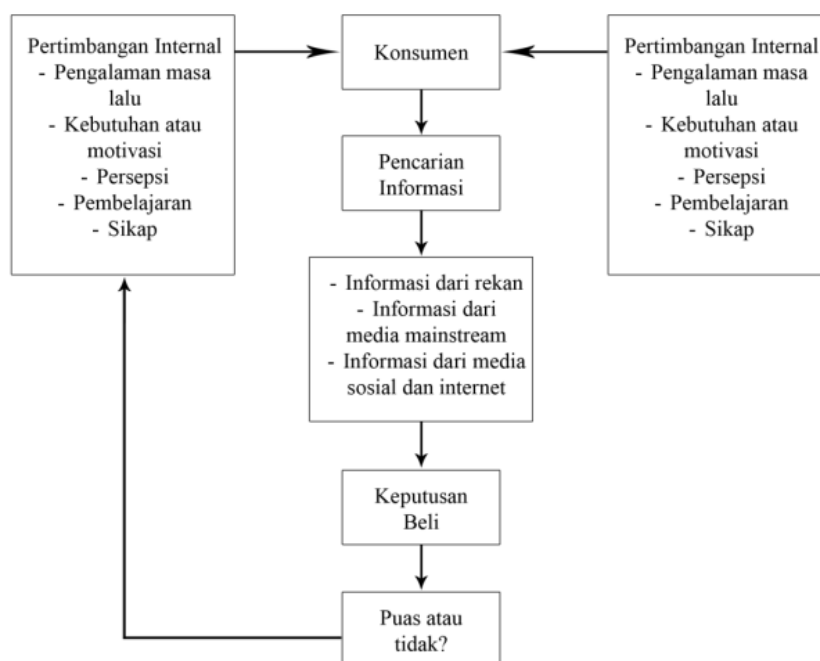 Pertimbangan Internal
- Pengalaman masa
lalu
- Kebutuhan atau
motivasi
- Persepsi
- Pembelajaran
- Sikap
Konsumen
Pertimbangan Internal
- Pengalaman masa
lalu
- Kebutuhan atau
motivasi
- Persepsi
- Pembelajaran
- Sikap
Pencarian
Informasi
- Informasi dari rekan
- Informasi dari
media mainstream
- Informasi dari media
sosial dan internet
Keputusan
Beli
Puas atau
tidak?